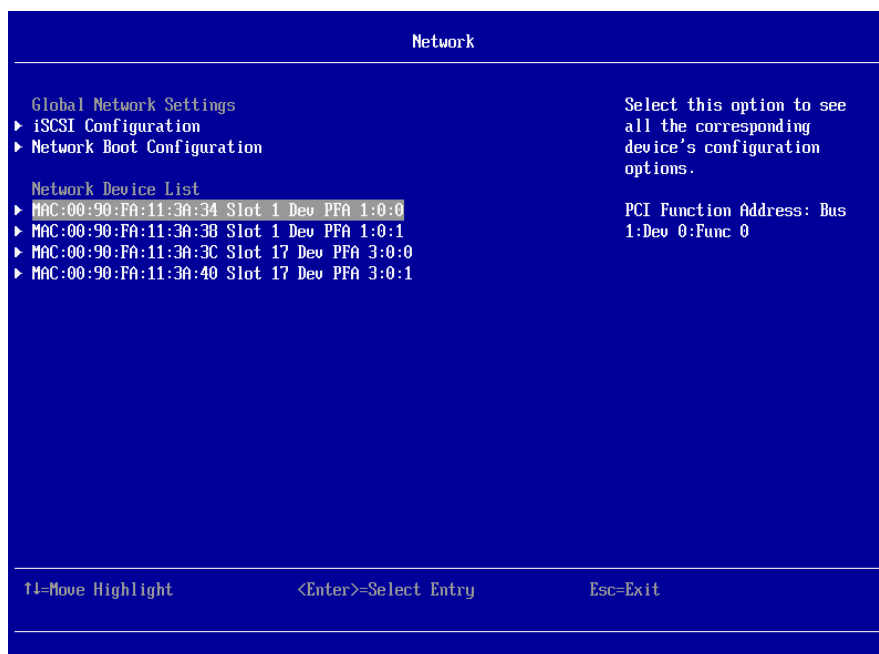 Network
Global Network Settings
▶ iSCSI Configuration
▶ Network Boot Configuration
Network Device List
▶ MAC:00:90:FA:11:3A:34 Slot 1 Dev PFA 1:0:0
▶ MAC:00:90:FA:11:3A:38 Slot 1 Dev PFA 1:0:1
▶ MAC:00:90:FA:11:3A:3C Slot 17 Dev PFA 3:0:0
▶ MAC:00:90:FA:11:3A:40 Slot 17 Dev PFA 3:0:1
Select this option to see
all the corresponding
device's configuration
options.
PCI Function Address: Bus
1:Dev 0:Func 0
↑↓=Move Highlight <Enter>=Select Entry Esc=Exit